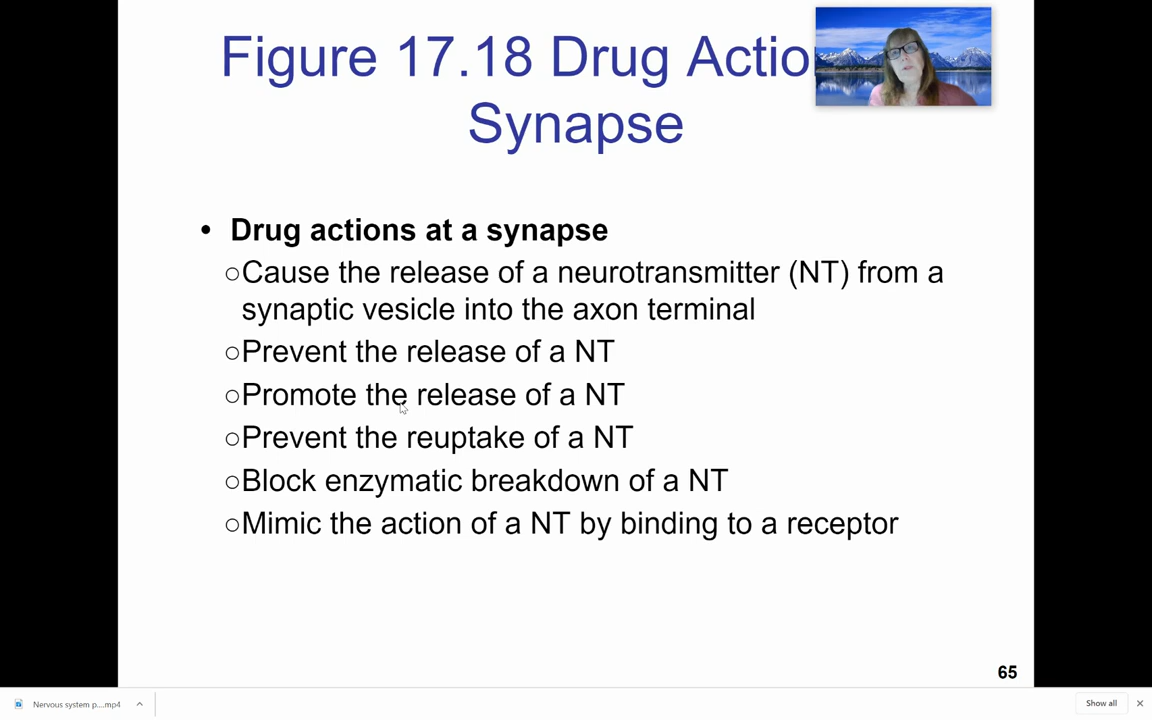 Figure 17.18 Drug Actio
Synapse
• Drug actions at a synapse
○Cause the release of a neurotransmitter (NT) from a
synaptic vesicle into the axon terminal
○Prevent the release of a NT
○Promote the release of a NT
○Prevent the reuptake of a NT
○Block enzymatic breakdown of a NT
○Mimic the action of a NT by binding to a receptor
65
Nervous system p....mp4
Show all